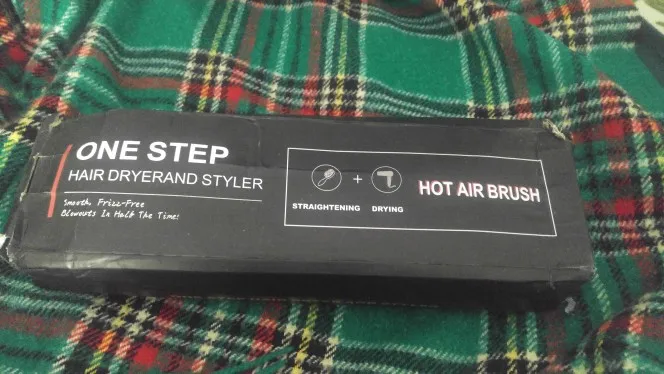 ONE STEP
HAIR DRYERAND STYLER
Smooth, Frizz-Free
Blowouts In Half The Time!
STRAIGHTENING + DRYING
HOT AIR BRUSH